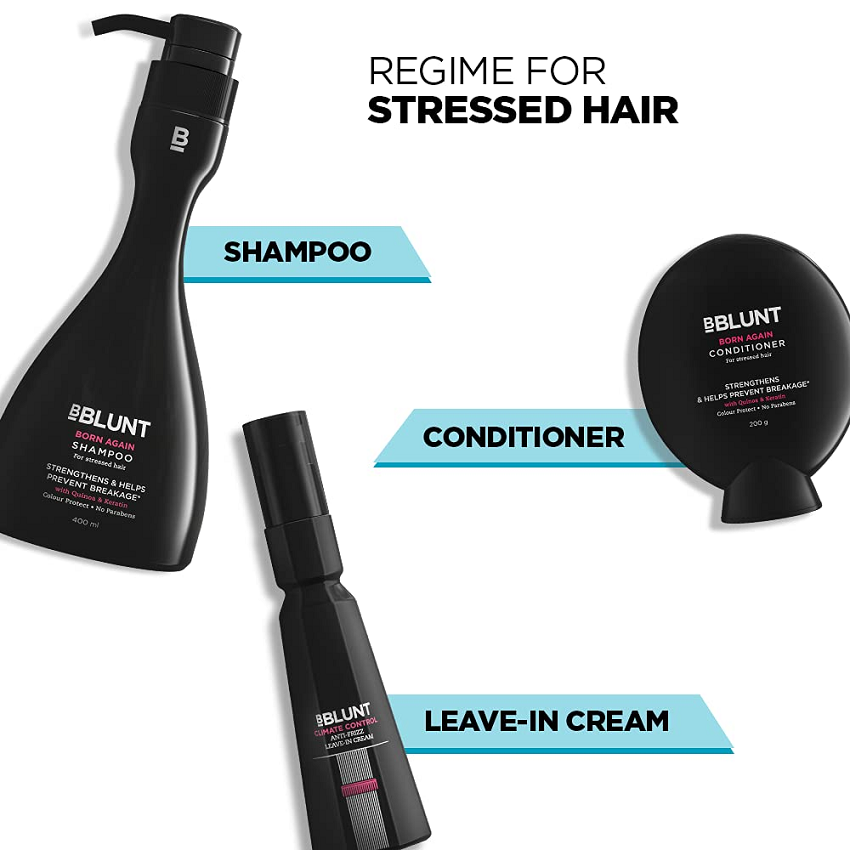 REGIME FOR
STRESSED HAIR
B
SHAMPOO
BBLUNT
BORN AGAIN
SHAMPOO
For stressed hair
STRENGTHENS & HELPS
PREVENT BREAKAGE*
with Quinoa & Keratin
Colour Protect • No Parabens
400 ml
BBLUNT
BORN AGAIN
CONDITIONER
For stressed hair
STRENGTHENS
& HELPS PREVENT BREAKAGE*
with Quinoa & Keratin
Colour Protect • No Parabens
200 g
CONDITIONER
BBLUNT
CLIMATE CONTROL
ANTI-FRIZZ
LEAVE-IN CREAM
LEAVE-IN CREAM